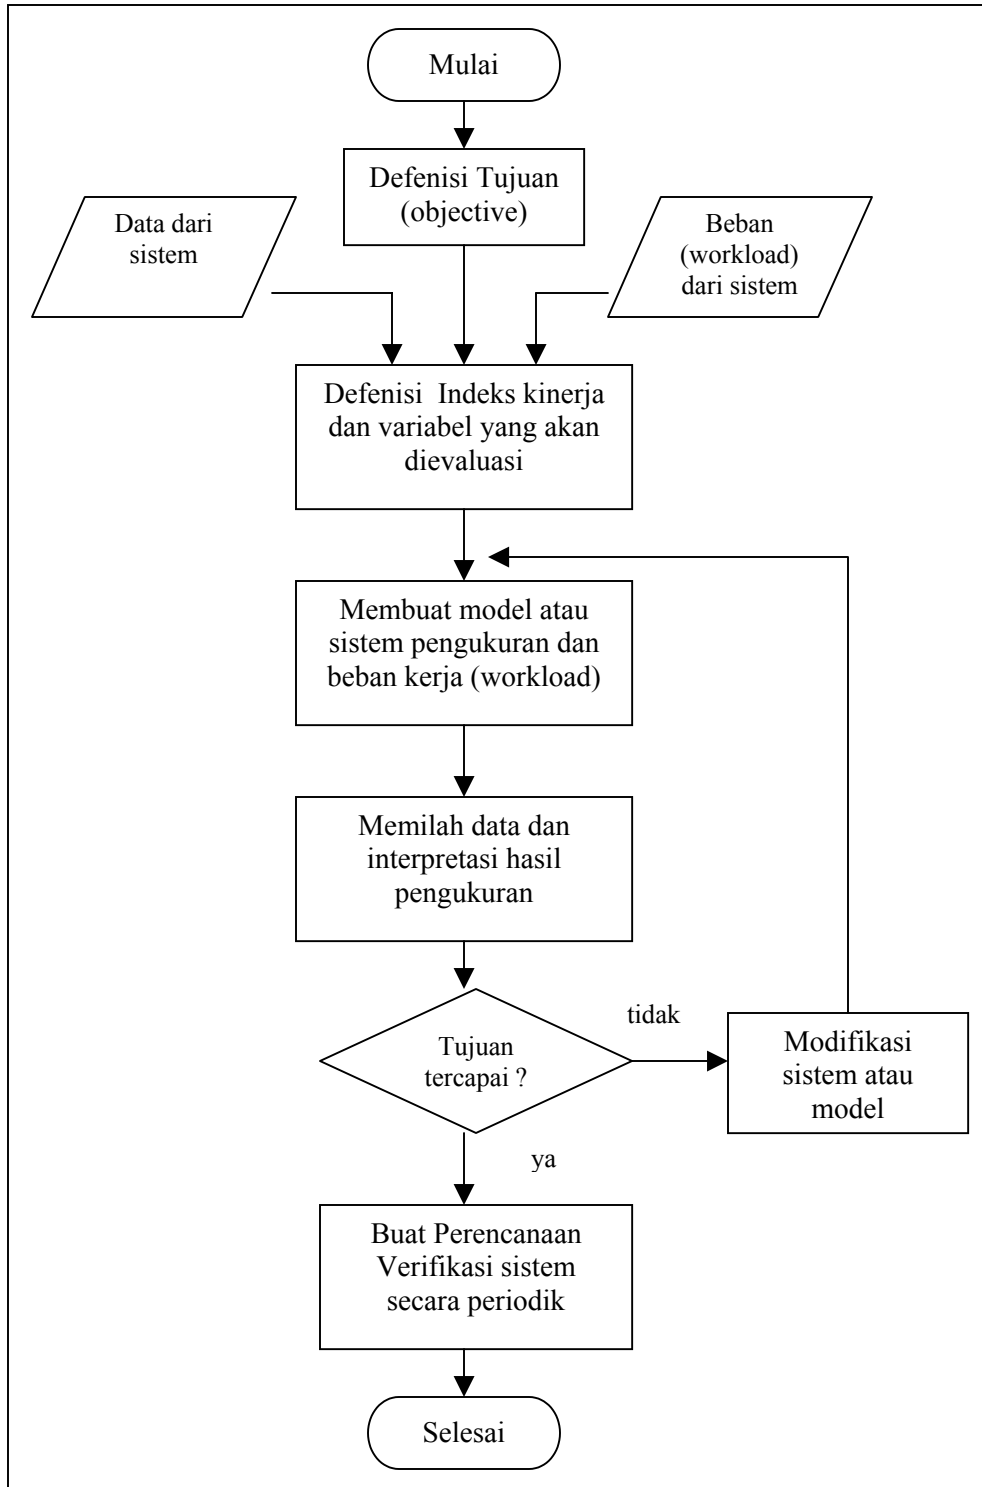 Mulai
Defenisi Tujuan
(objective)
Data dari
sistem
Beban
(workload)
dari sistem
Defenisi  Indeks kinerja
dan variabel yang akan
dievaluasi
Membuat model atau
sistem pengukuran dan
beban kerja (workload)
Memilah data dan
interpretasi hasil
pengukuran
Tujuan
tercapai ?
tidak
Modifikasi
sistem atau
model
ya
Buat Perencanaan
Verifikasi sistem
secara periodik
Selesai